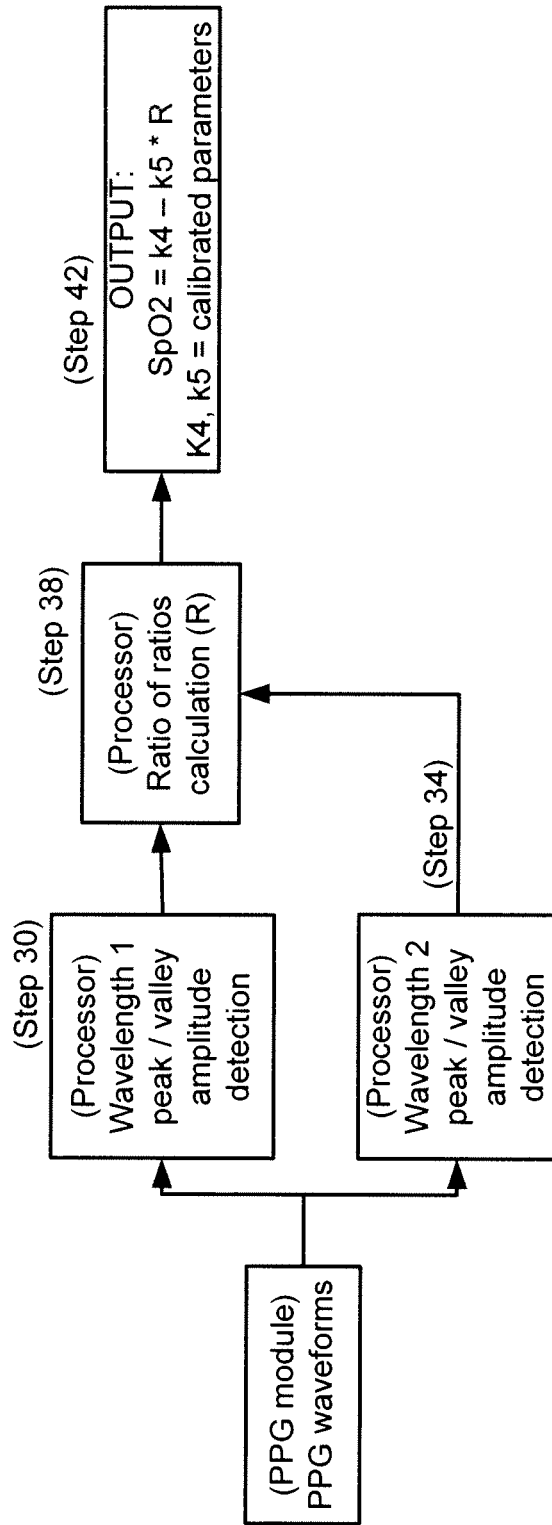 (PPG module)
PPG waveforms
(Step 30)
(Processor)
Wavelength 1
peak / valley
amplitude
detection
(Processor)
Wavelength 2
peak / valley
amplitude
detection
(Step 34)
(Step 38)
(Processor)
Ratio of ratios
calculation (R)
(Step 42)
OUTPUT:
SpO2 = k4 – k5 * R
K4, k5 = calibrated parameters